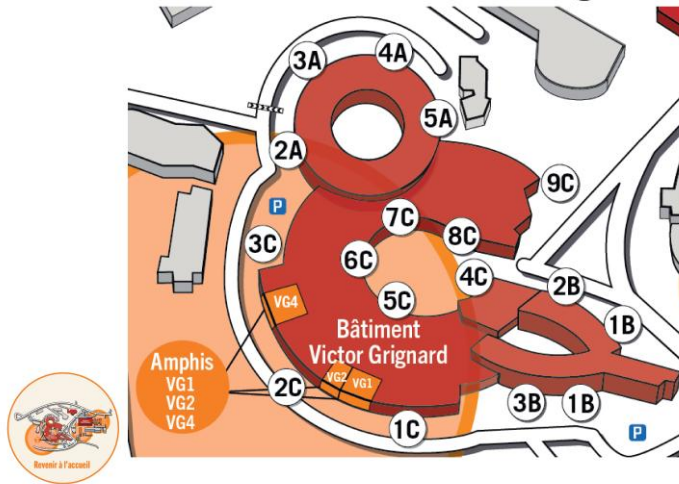 4A
3A
5A
2A
9C
P
7C
3C
8C
6C
4C
2B
5C
VG4
1B
Bâtiment
Victor Grignard
Amphis
VG1
VG2
VG4
VG2
VG1
2C
3B
1B
1C
P
Revenir à l'accueil